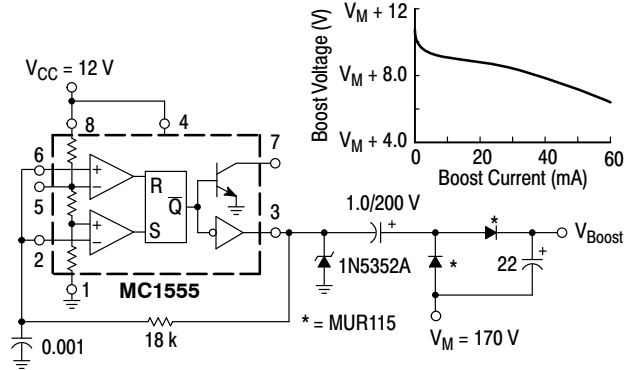 V_CC = 12 V
8
4
7
6
5
2
3
1
R
S
Q̅
+
−
+
−
MC1555
0.001
18 k
1N5352A
1.0/200 V
+
*
*
* = MUR115
22
+
V_Boost
V_M = 170 V
Boost Voltage (V)
V_M + 12
V_M + 8.0
V_M + 4.0
0
20
40
60
Boost Current (mA)